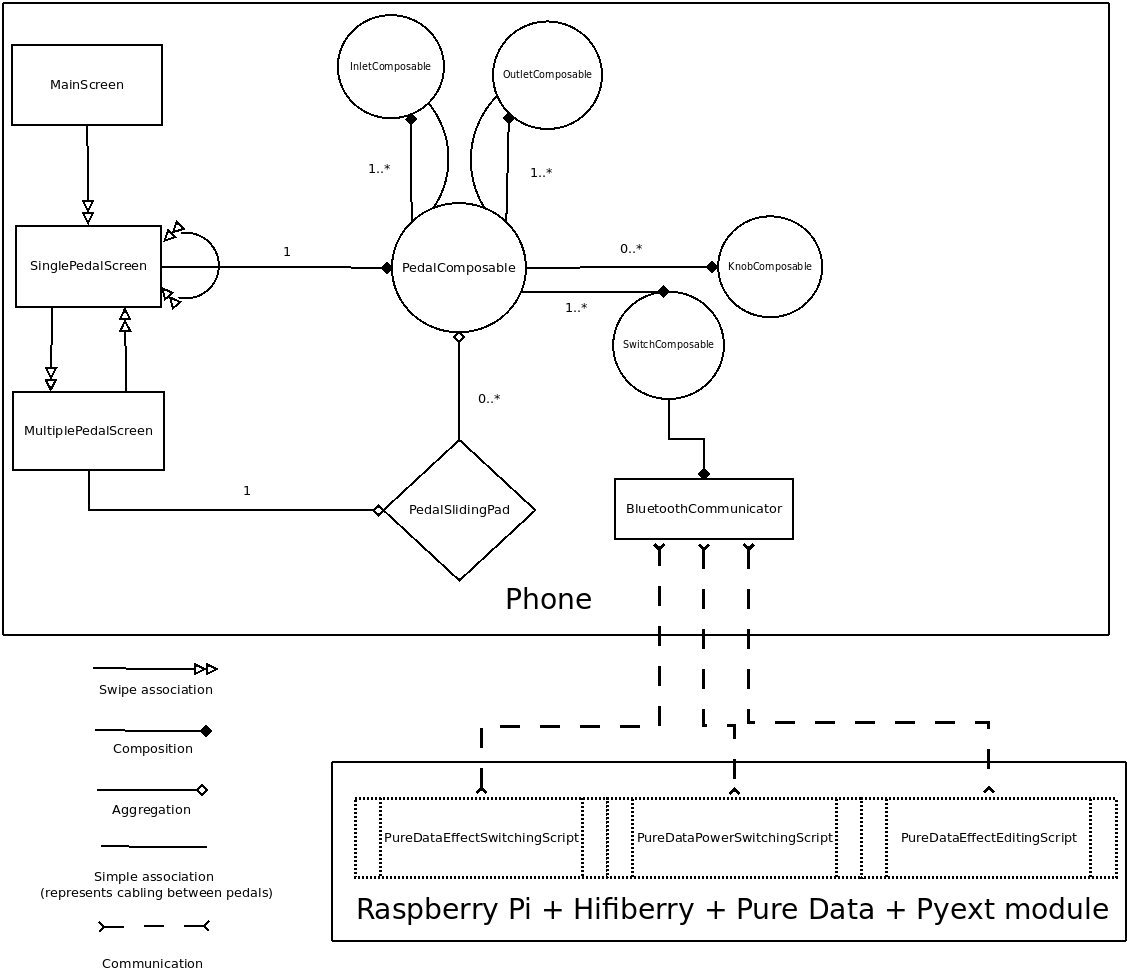 InletComposable
OutletComposable
MainScreen
1..*
1..*
SinglePedalScreen
1
PedalComposable
0..*
KnobComposable
1..*
SwitchComposable
0..*
MultiplePedalScreen
1
PedalSlidingPad
BluetoothCommunicator
Phone
Swipe association
Composition
Aggregation
Simple association
(represents cabling between pedals)
Communication
PureDataEffectSwitchingScript
PureDataPowerSwitchingScript
PureDataEffectEditingScript
Raspberry Pi + Hifiberry + Pure Data + Pyext module